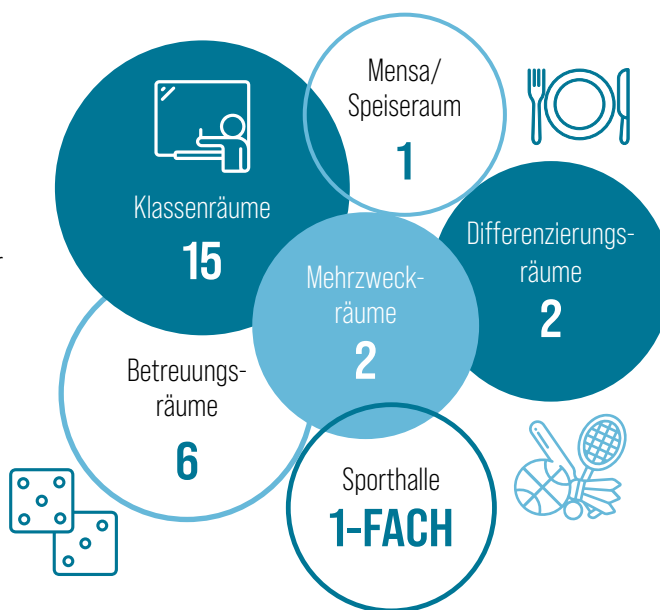 Mensa/
Speiseraum
1
Klassenräume
15
Differenzierungs-
räume
2
Mehrzweck-
räume
2
Betreuungs-
räume
6
Sporthalle
1-FACH